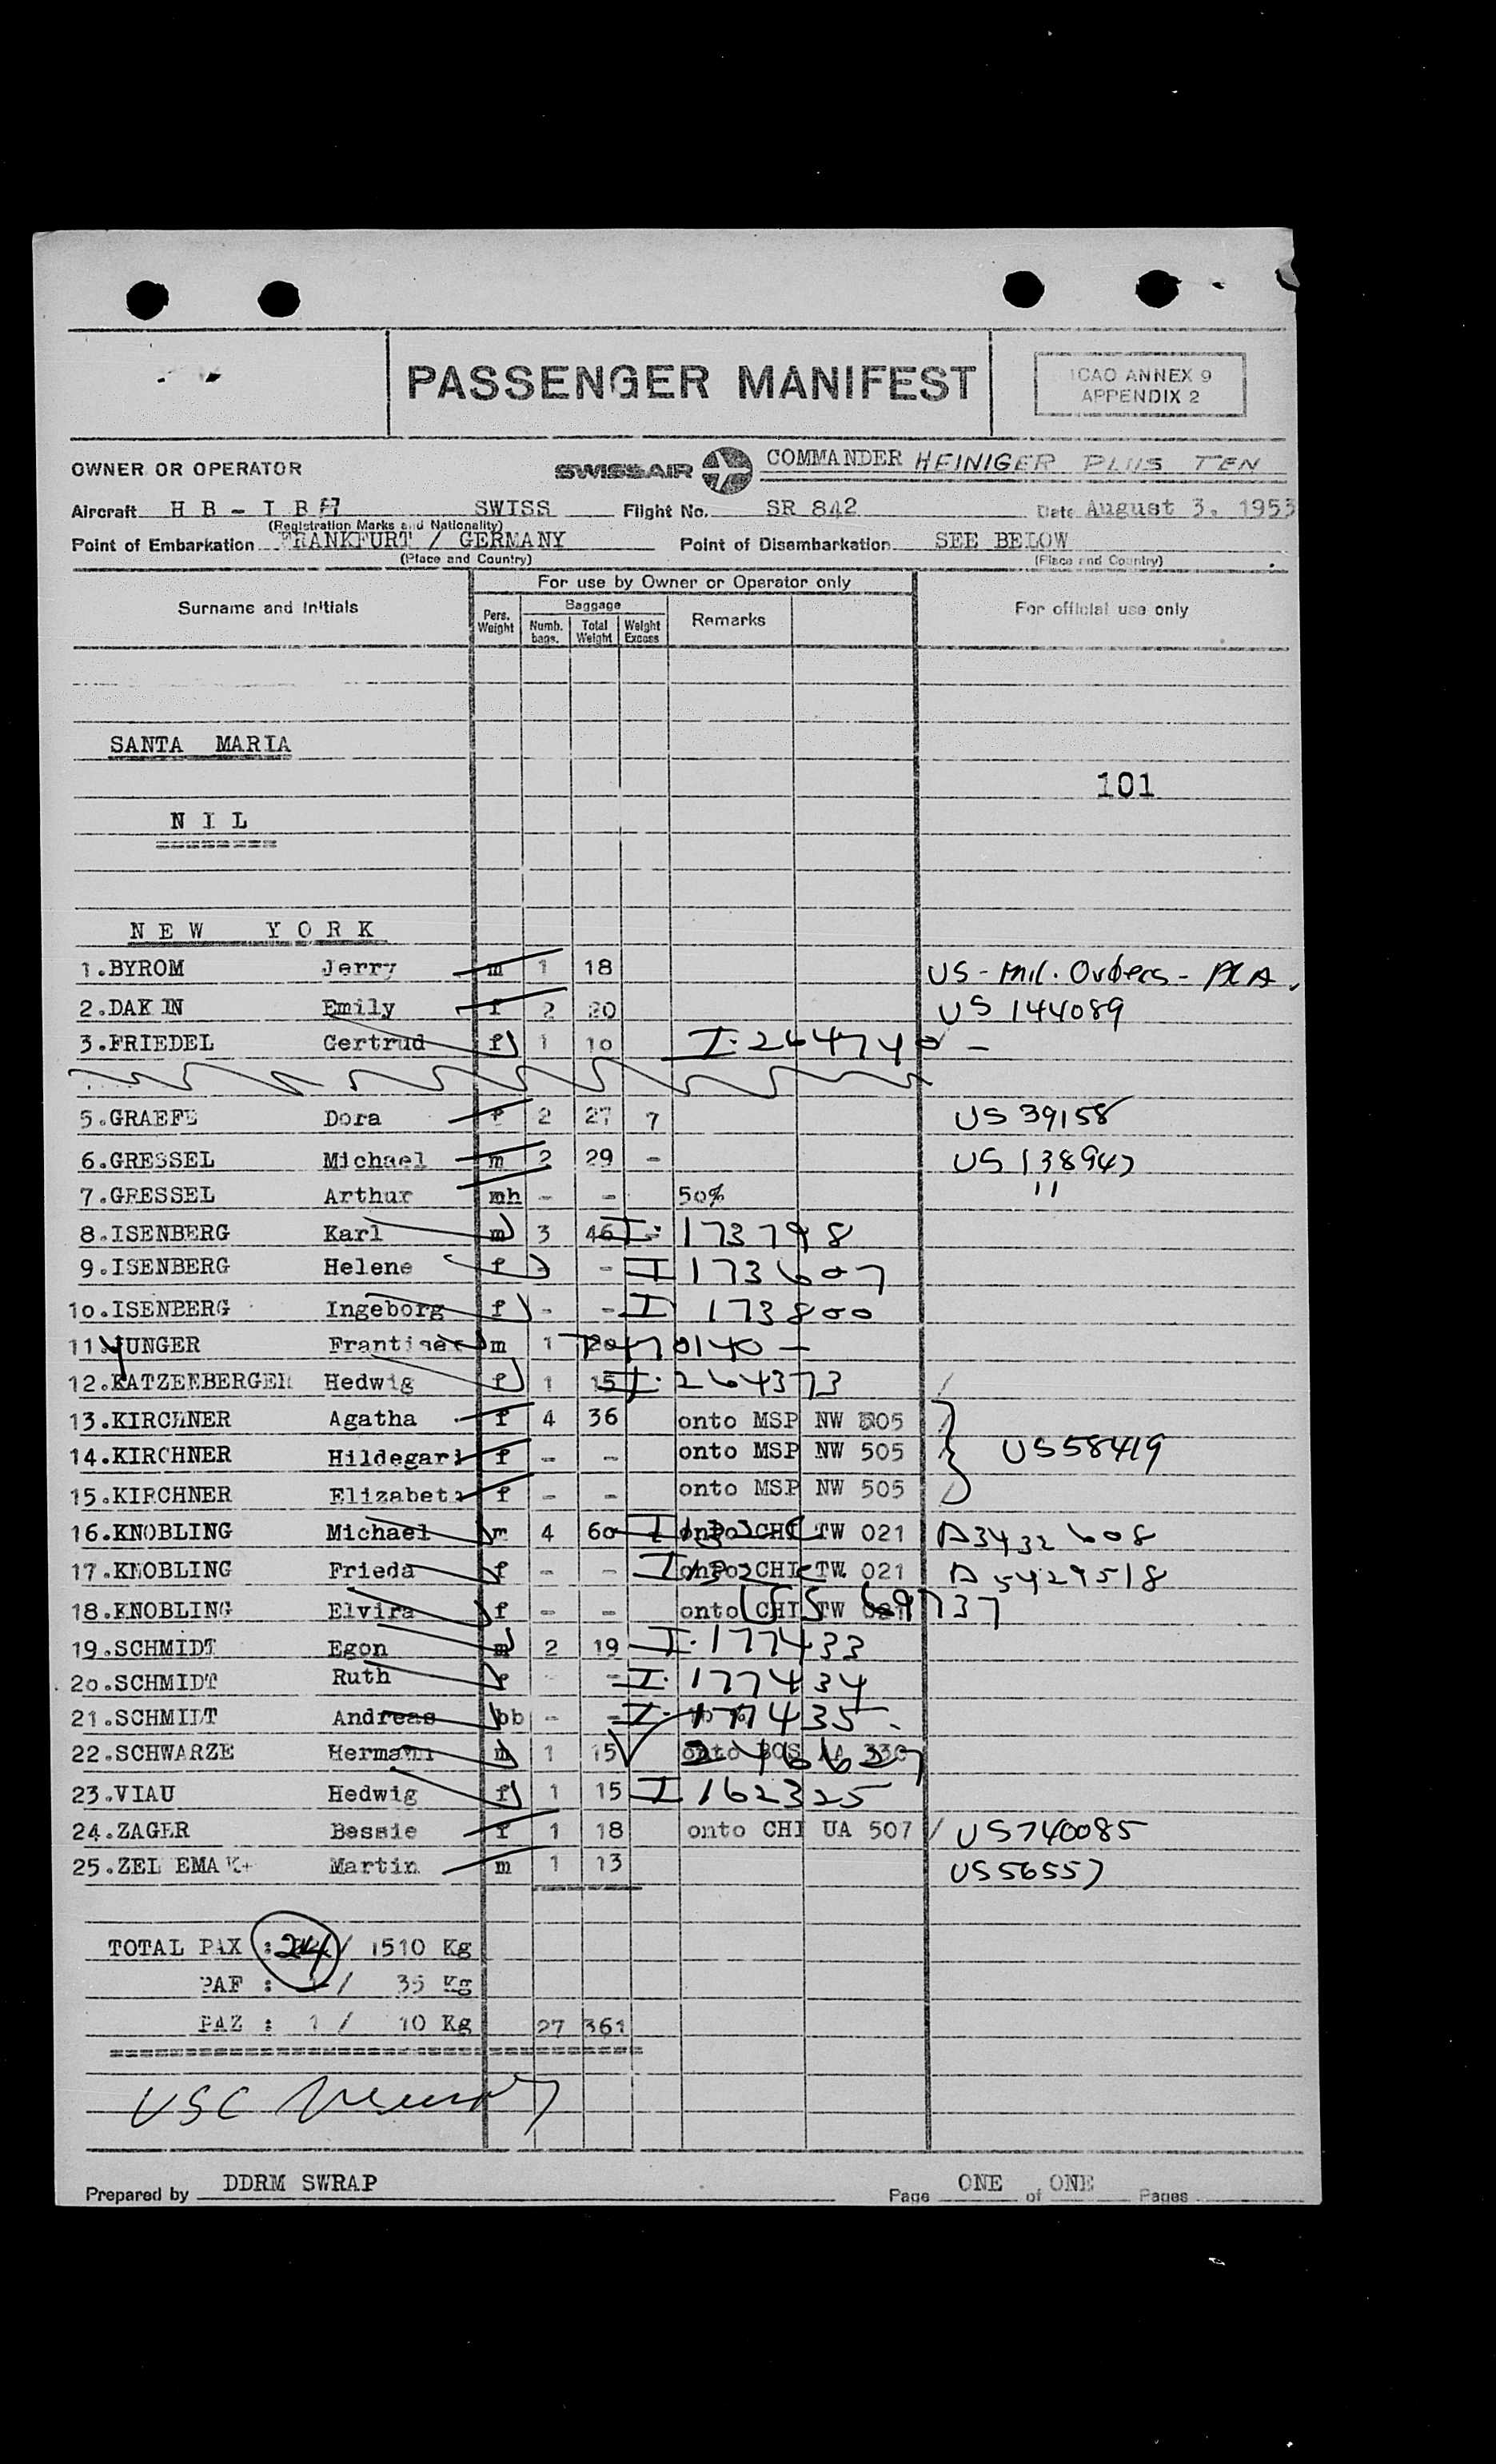 PASSENGER MANIFEST
ICAO ANNEX 9
APPENDIX 2
OWNER OR OPERATOR SWISSAIR COMMANDER HEINIGER PLUS TEN
Aircraft H B - I B SWISS Flight No. SR 842 Date August 3. 1953
(Registration Marks and Nationality)
Point of Embarkation FRANKFURT / GERMANY Point of Disembarkation SEE BELOW
(Place and Country) (Place and Country)
For use by Owner or Operator only
Surname and Initials Pers. Weight Baggage Numb. bags. Total Weight Weight Excess Remarks For official use only
SANTA MARIA
101
N I L
N E W Y O R K
1.BYROM Jerry m 1 18 US - Mil. Orders -
2.DAK IN Emily f 2 20 US 144089
3.FRIEDEL Gertrud f 1 10 I. 264740 -
5.GRAEFE Dora f 2 27 7 US 39158
6.GRESSEL Michael m 2 29 - US 138947
7.GRESSEL Arthur mh - - 50% "
8.ISENBERG Karl m 3 46 I. 173798
9.ISENBERG Helene f - - I 173607
10.ISENBERG Ingeborg f - - I 173800
11.JUNGER Frantisek m 1 20
12.KATZENBERGER Hedwig f 1 15 I. 264373
13.KIRCHNER Agatha f 4 36 onto MSP NW 505
14.KIRCHNER Hildegard f - - onto MSP NW 505 US 58419
15.KIRCHNER Elizabeth f - - onto MSP NW 505
16.KNOBLING Michael m 4 60 onto CHI TW 021 A3432608
17.KNOBLING Frieda f - - onto CHI TW 021 A 5429518
18.KNOBLING Elvira f - - onto CHI TW 021
19.SCHMIDT Egon m 2 19 I. 177433
20.SCHMIDT Ruth f - - I. 177434
21.SCHMIDT Andreas bb - - I. 177435.
22.SCHWARZE Hermann m 1 15 onto BOS AA
23.VIAU Hedwig f 1 15 I 162325
24.ZAGER Bessie f 1 18 onto CHI UA 507 / US740085
25.ZEL EMA K+ Martin m 1 13 US56557
TOTAL PAX : 24 / 1510 Kg
PAF : 1 / 35 Kg
PAZ : 1 / 10 Kg 27 361
USC
Prepared by DDRM SWRAP Page ONE of ONE Pages